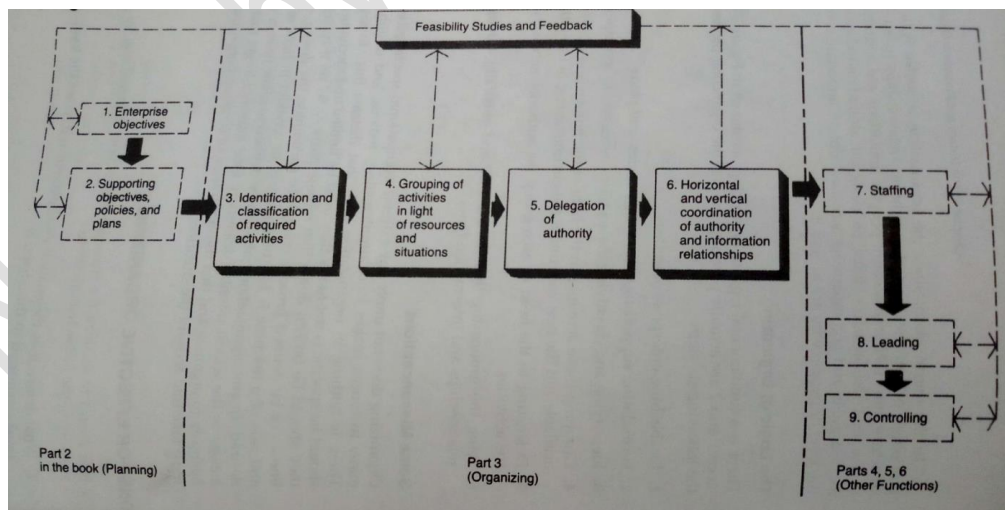 Feasibility Studies and Feedback
1. Enterprise
objectives
2. Supporting
objectives,
policies, and
plans
3. Identification and
classification
of required
activities
4. Grouping of
activities
in light
of resources
and
situations
5. Delegation
of
authority
6. Horizontal
and vertical
coordination
of authority
and information
relationships
7. Staffing
8. Leading
9. Controlling
Part 2
in the book (Planning)
Part 3
(Organizing)
Parts 4, 5, 6
(Other Functions)